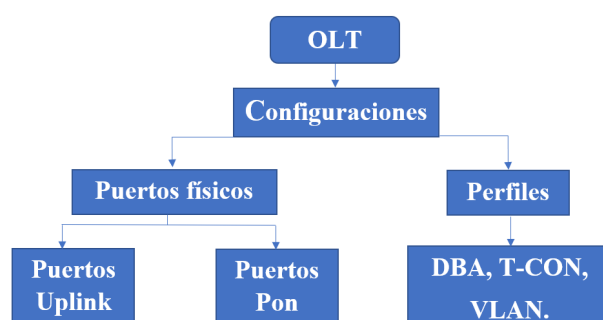 OLT
Configuraciones
Puertos físicos
Perfiles
Puertos
Uplink
Puertos
Pon
DBA, T-CON,
VLAN.